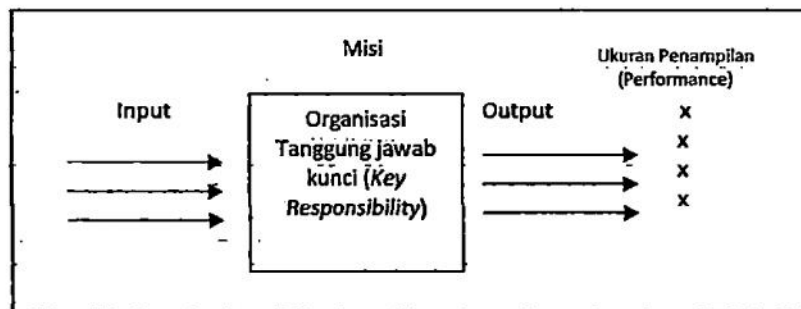 Misi
Ukuran Penampilan
(Performance)
Input
Organisasi
Tanggung jawab
kunci (Key
Responsibility)
Output
x
x
x
x